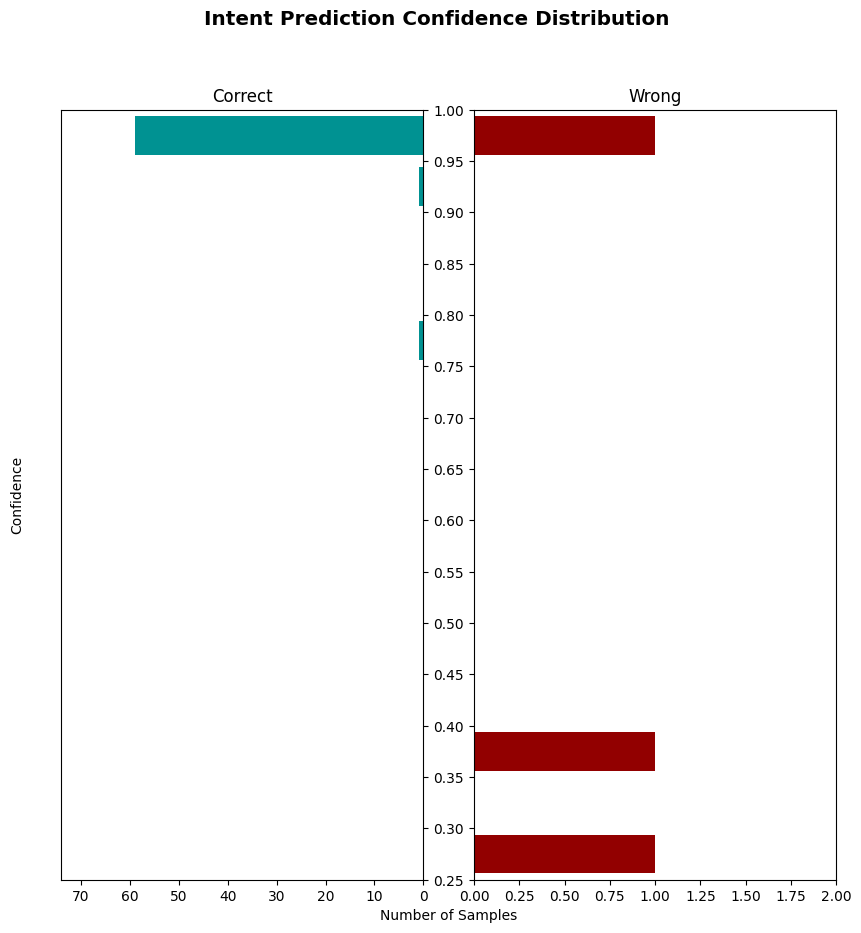 Intent Prediction Confidence Distribution
Correct
Wrong
Confidence
1.00
0.95
0.90
0.85
0.80
0.75
0.70
0.65
0.60
0.55
0.50
0.45
0.40
0.35
0.30
0.25
70 60 50 40 30 20 10 0
0.00 0.25 0.50 0.75 1.00 1.25 1.50 1.75 2.00
Number of Samples